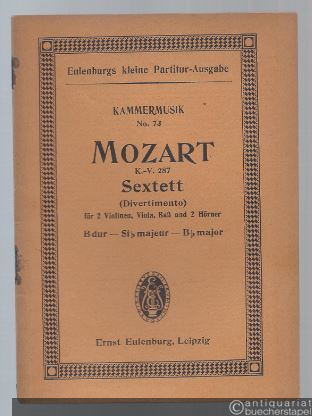 Eulenburgs kleine Partitur-Ausgabe
KAMMERMUSIK
No. 73
MOZART
K.-V. 287
Sextett
(Divertimento)
für 2 Violinen, Viola, Baß und 2 Hörner
B dur — Si♭ majeur — B♭ major
Ernst Eulenburg, Leipzig
antiquariat
buecherstapel